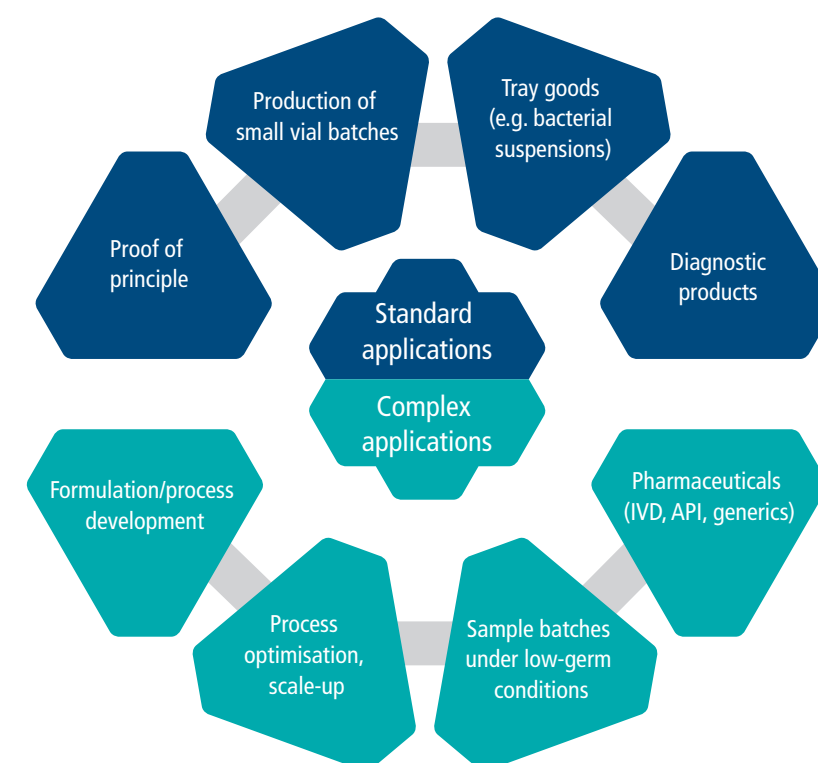 Production of
small vial batches
Tray goods
(e.g. bacterial
suspensions)
Proof of
principle
Diagnostic
products
Standard
applications
Complex
applications
Formulation/process
development
Pharmaceuticals
(IVD, API, generics)
Process
optimisation,
scale-up
Sample batches
under low-germ
conditions